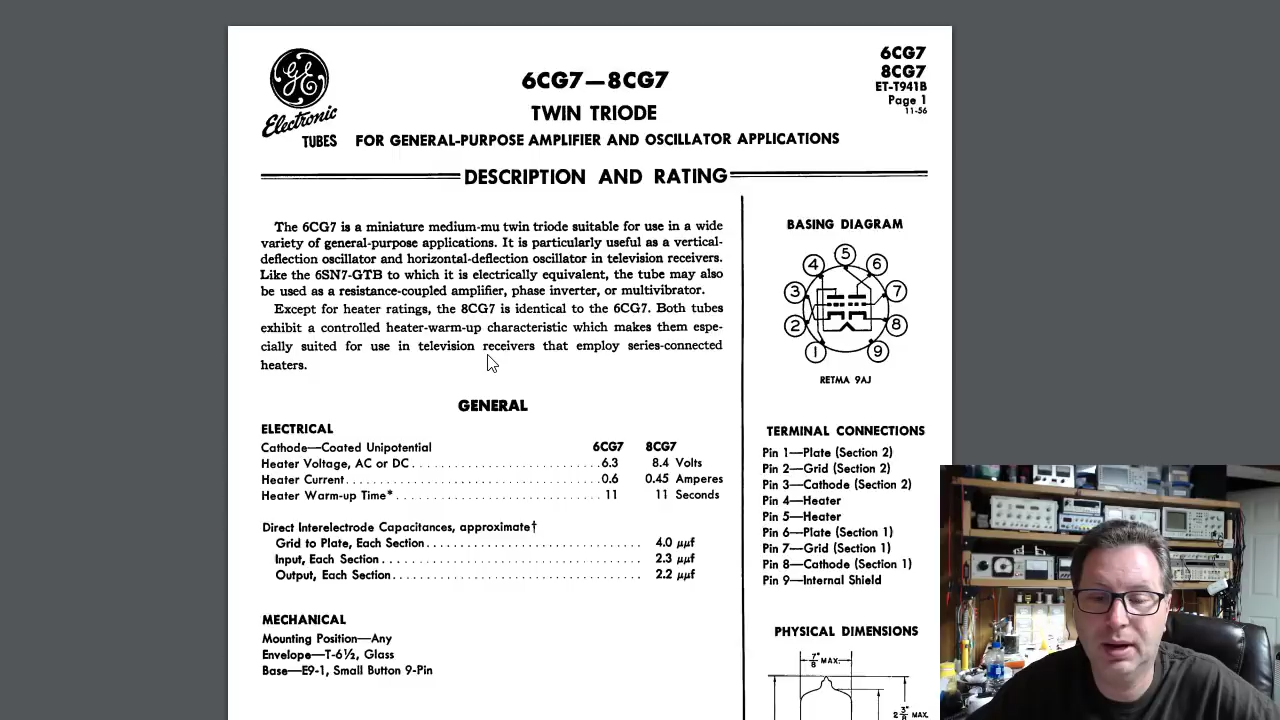 GE
Electronic
TUBES
6CG7—8CG7
TWIN TRIODE
FOR GENERAL-PURPOSE AMPLIFIER AND OSCILLATOR APPLICATIONS
6CG7
8CG7
ET-T941B
Page 1
11-56
DESCRIPTION AND RATING
The 6CG7 is a miniature medium-mu twin triode suitable for use in a wide
variety of general-purpose applications. It is particularly useful as a vertical-
deflection oscillator and horizontal-deflection oscillator in television receivers.
Like the 6SN7-GTB to which it is electrically equivalent, the tube may also
be used as a resistance-coupled amplifier, phase inverter, or multivibrator.
Except for heater ratings, the 8CG7 is identical to the 6CG7. Both tubes
exhibit a controlled heater-warm-up characteristic which makes them espe-
cially suited for use in television receivers that employ series-connected
heaters.
GENERAL
ELECTRICAL
Cathode—Coated Unipotential 6CG7 8CG7
Heater Voltage, AC or DC 6.3 8.4 Volts
Heater Current 0.6 0.45 Amperes
Heater Warm-up Time* 11 11 Seconds
Direct Interelectrode Capacitances, approximate†
Grid to Plate, Each Section 4.0 μμf
Input, Each Section 2.3 μμf
Output, Each Section 2.2 μμf
MECHANICAL
Mounting Position—Any
Envelope—T-6½, Glass
Base—E9-1, Small Button 9-Pin
BASING DIAGRAM
5
4 6
3 7
2 8
1 9
RETMA 9AJ
TERMINAL CONNECTIONS
Pin 1—Plate (Section 2)
Pin 2—Grid (Section 2)
Pin 3—Cathode (Section 2)
Pin 4—Heater
Pin 5—Heater
Pin 6—Plate (Section 1)
Pin 7—Grid (Section 1)
Pin 8—Cathode (Section 1)
Pin 9—Internal Shield
PHYSICAL DIMENSIONS
7/8" MAX.
2 3/8" MAX.